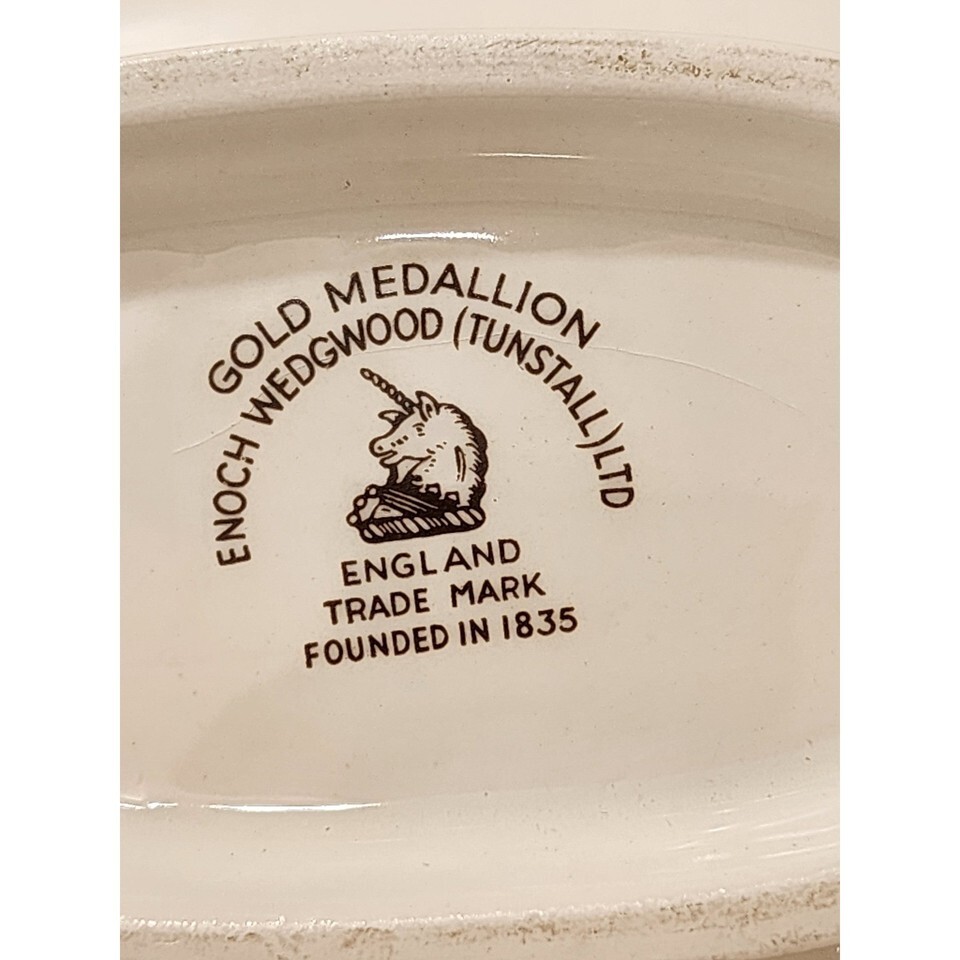 GOLD MEDALLION
ENOCH WEDGWOOD (TUNSTALL) LTD
ENGLAND
TRADE MARK
FOUNDED IN 1835